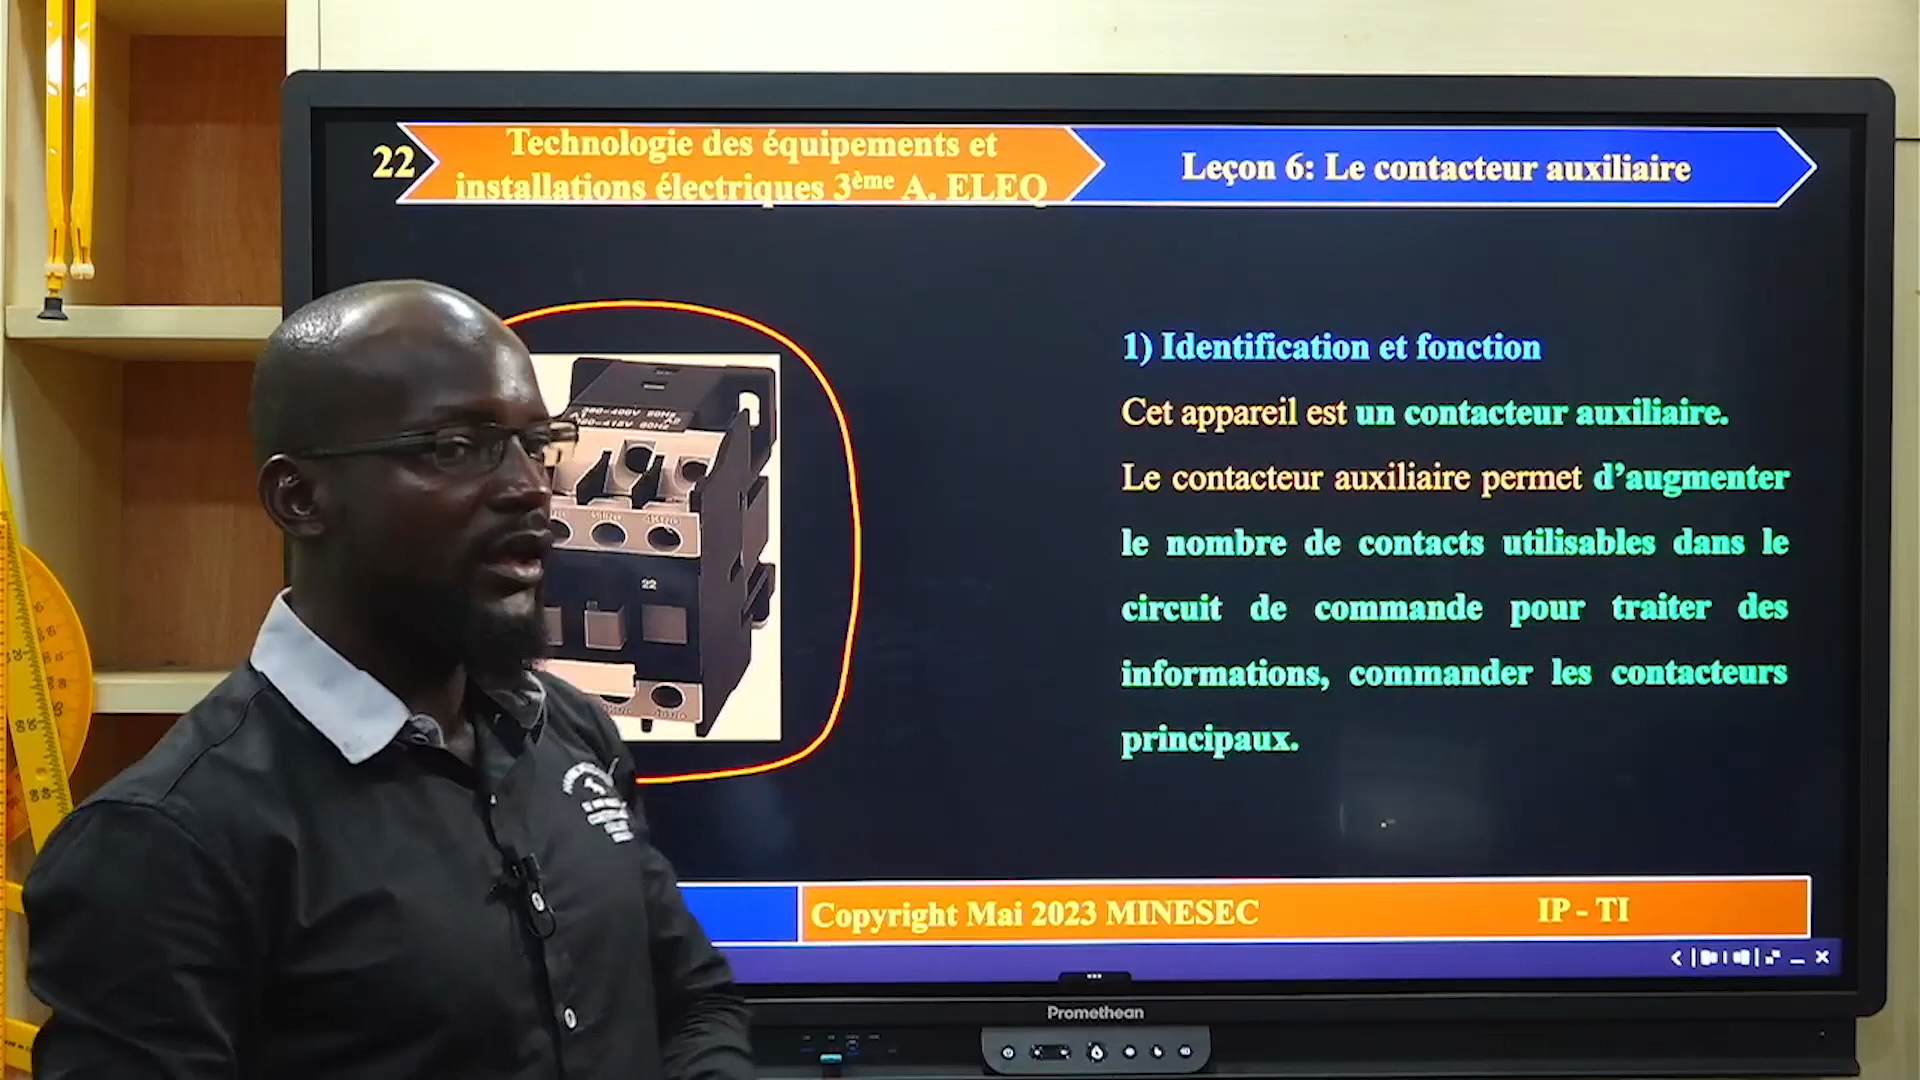 22
Technologie des équipements et
installations électriques 3ème A. ELEQ
Leçon 6: Le contacteur auxiliaire
1) Identification et fonction
Cet appareil est un contacteur auxiliaire.
Le contacteur auxiliaire permet d’augmenter
le nombre de contacts utilisables dans le
circuit de commande pour traiter des
informations, commander les contacteurs
principaux.
22
Copyright Mai 2023 MINESEC
IP - TI
Promethean